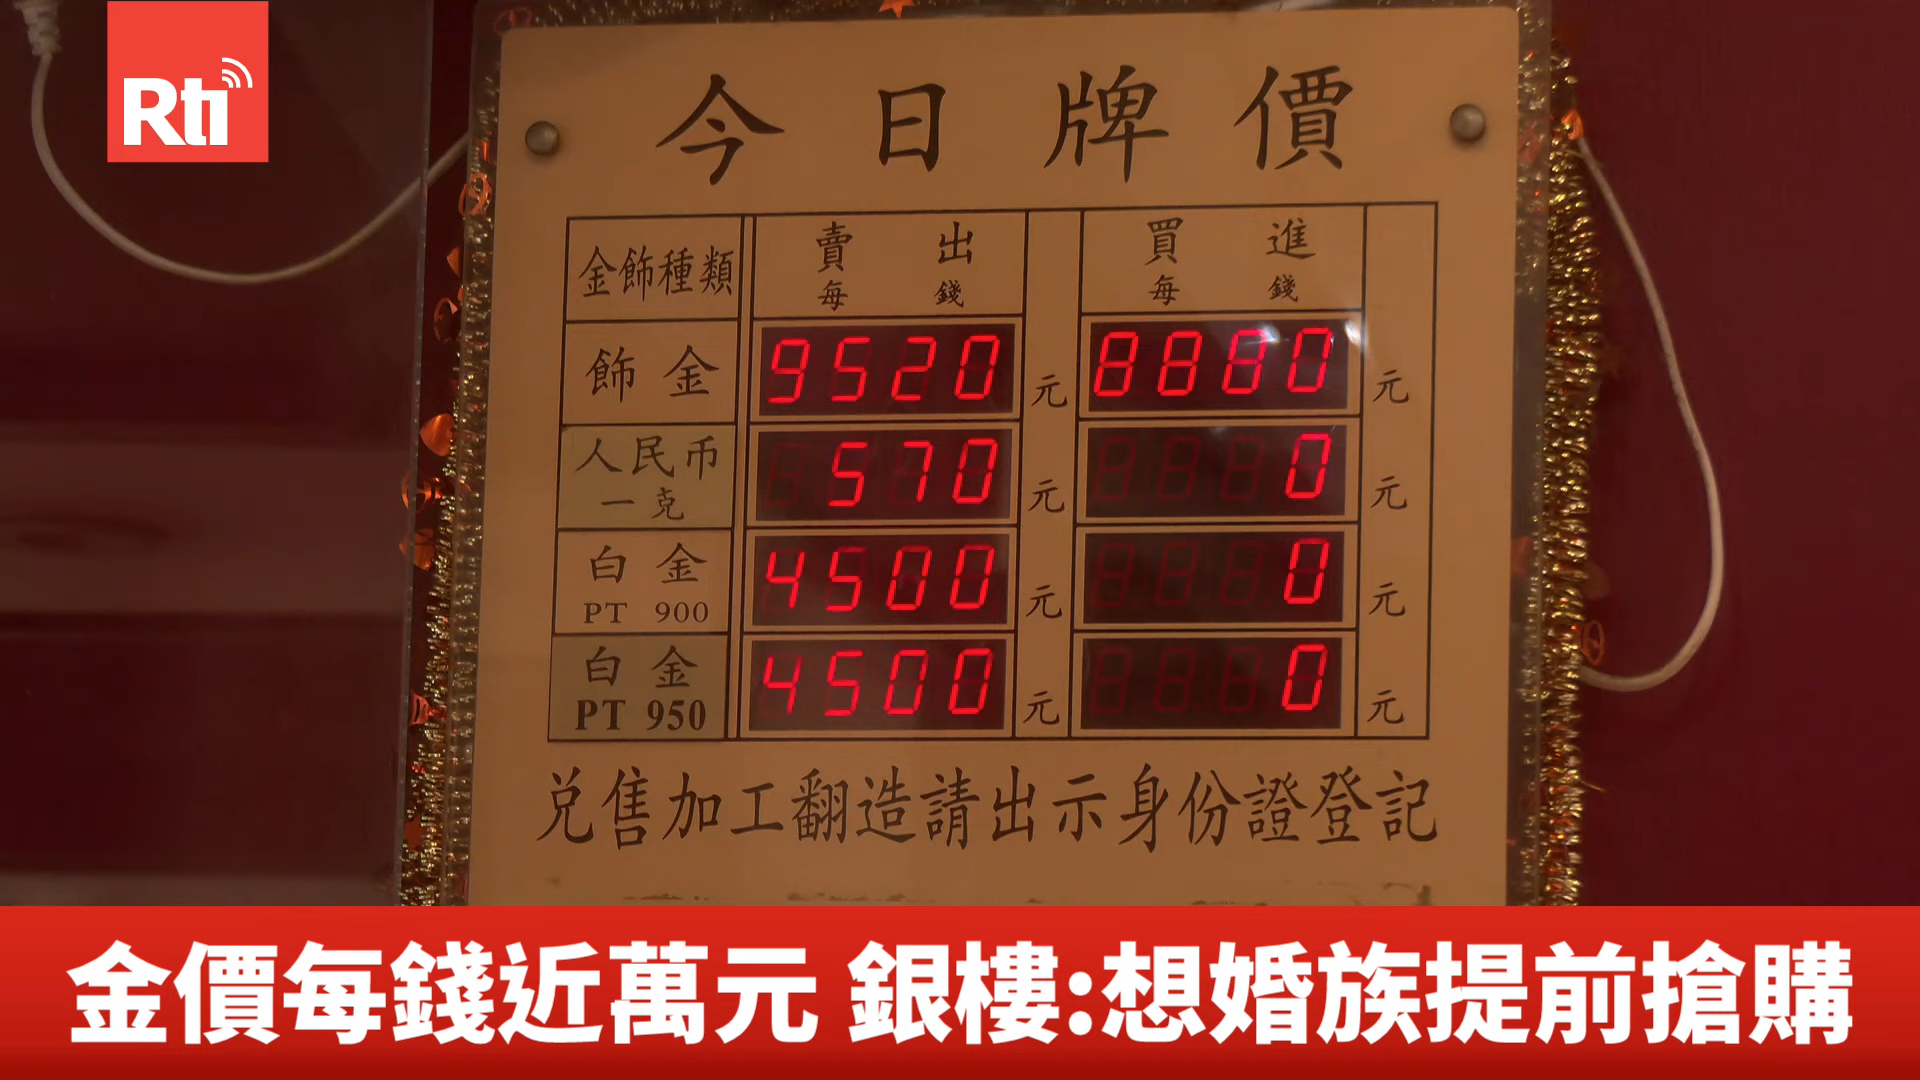 Rti
今日牌價
金飾種類 賣出 買進
每錢 每錢
飾金 9520 元 8880 元
人民币 570 元 0 元
一克
白金 4500 元 0 元
PT 900
白金 4500 元 0 元
PT 950
兑售加工翻造請出示身份證登記
金價每錢近萬元 銀樓:想婚族提前搶購